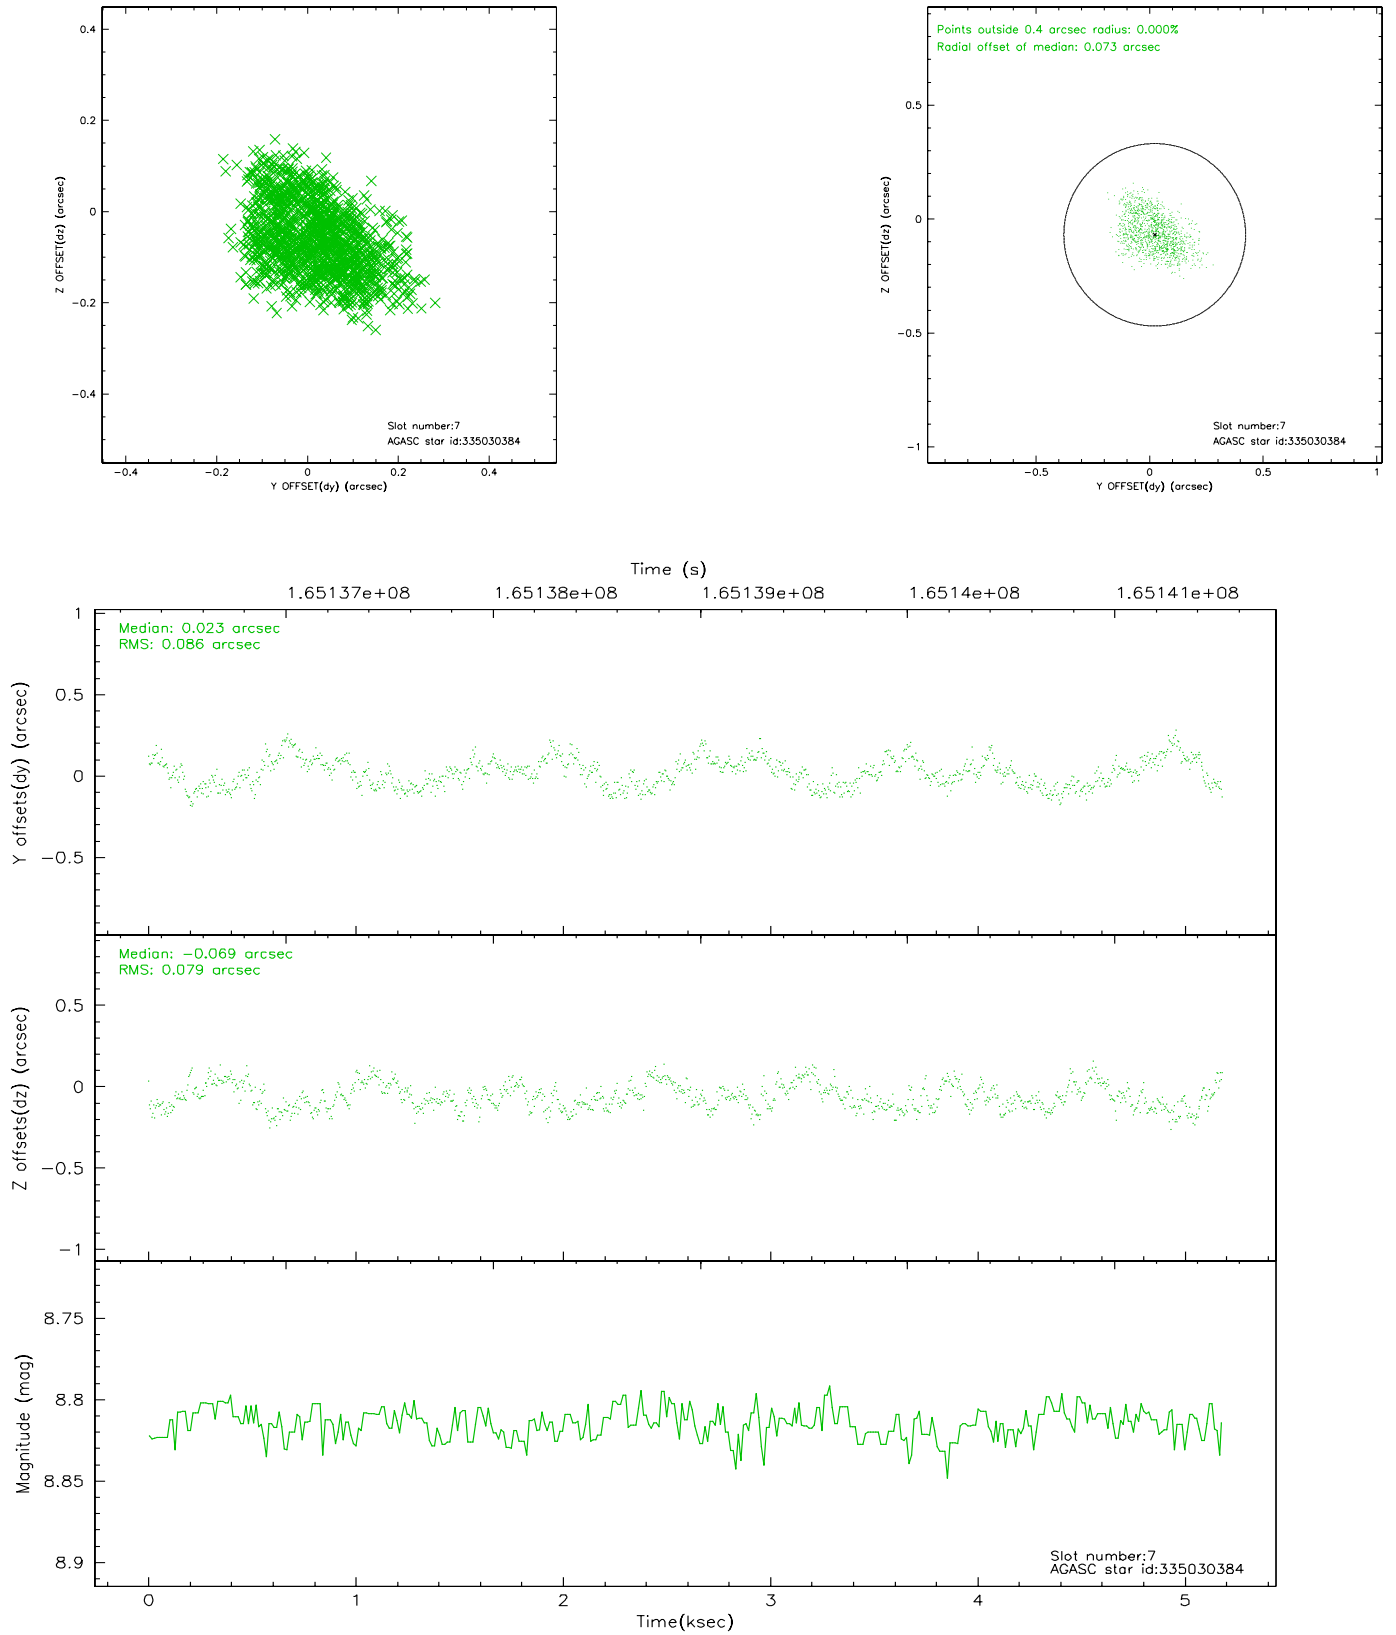 0.4
0.2
0
−0.2
−0.4
Z OFFSET(dz) (arcsec)
Slot number:7
AGASC star id:335030384
−0.4 −0.2 0 0.2 0.4
Y OFFSET(dy) (arcsec)
Points outside 0.4 arcsec radius: 0.000%
Radial offset of median: 0.073 arcsec
0.5
0
−0.5
−1
Z OFFSET(dz) (arcsec)
Slot number:7
AGASC star id:335030384
−0.5 0 0.5 1
Y OFFSET(dy) (arcsec)
Time (s)
1.65137e+08 1.65138e+08 1.65139e+08 1.6514e+08 1.65141e+08
Median: 0.023 arcsec
RMS: 0.086 arcsec
1
0.5
0
−0.5
Y offsets(dy) (arcsec)
Median: −0.069 arcsec
RMS: 0.079 arcsec
0.5
0
−0.5
−1
Z offsets(dz) (arcsec)
8.75
8.8
8.85
8.9
Magnitude (mag)
Slot number:7
AGASC star id:335030384
0 1 2 3 4 5
Time(ksec)